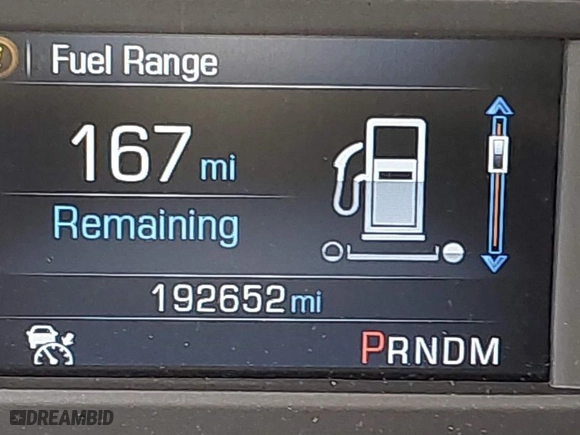 Fuel Range
167 mi
Remaining
192652 mi
PRNDM
DREAMBID